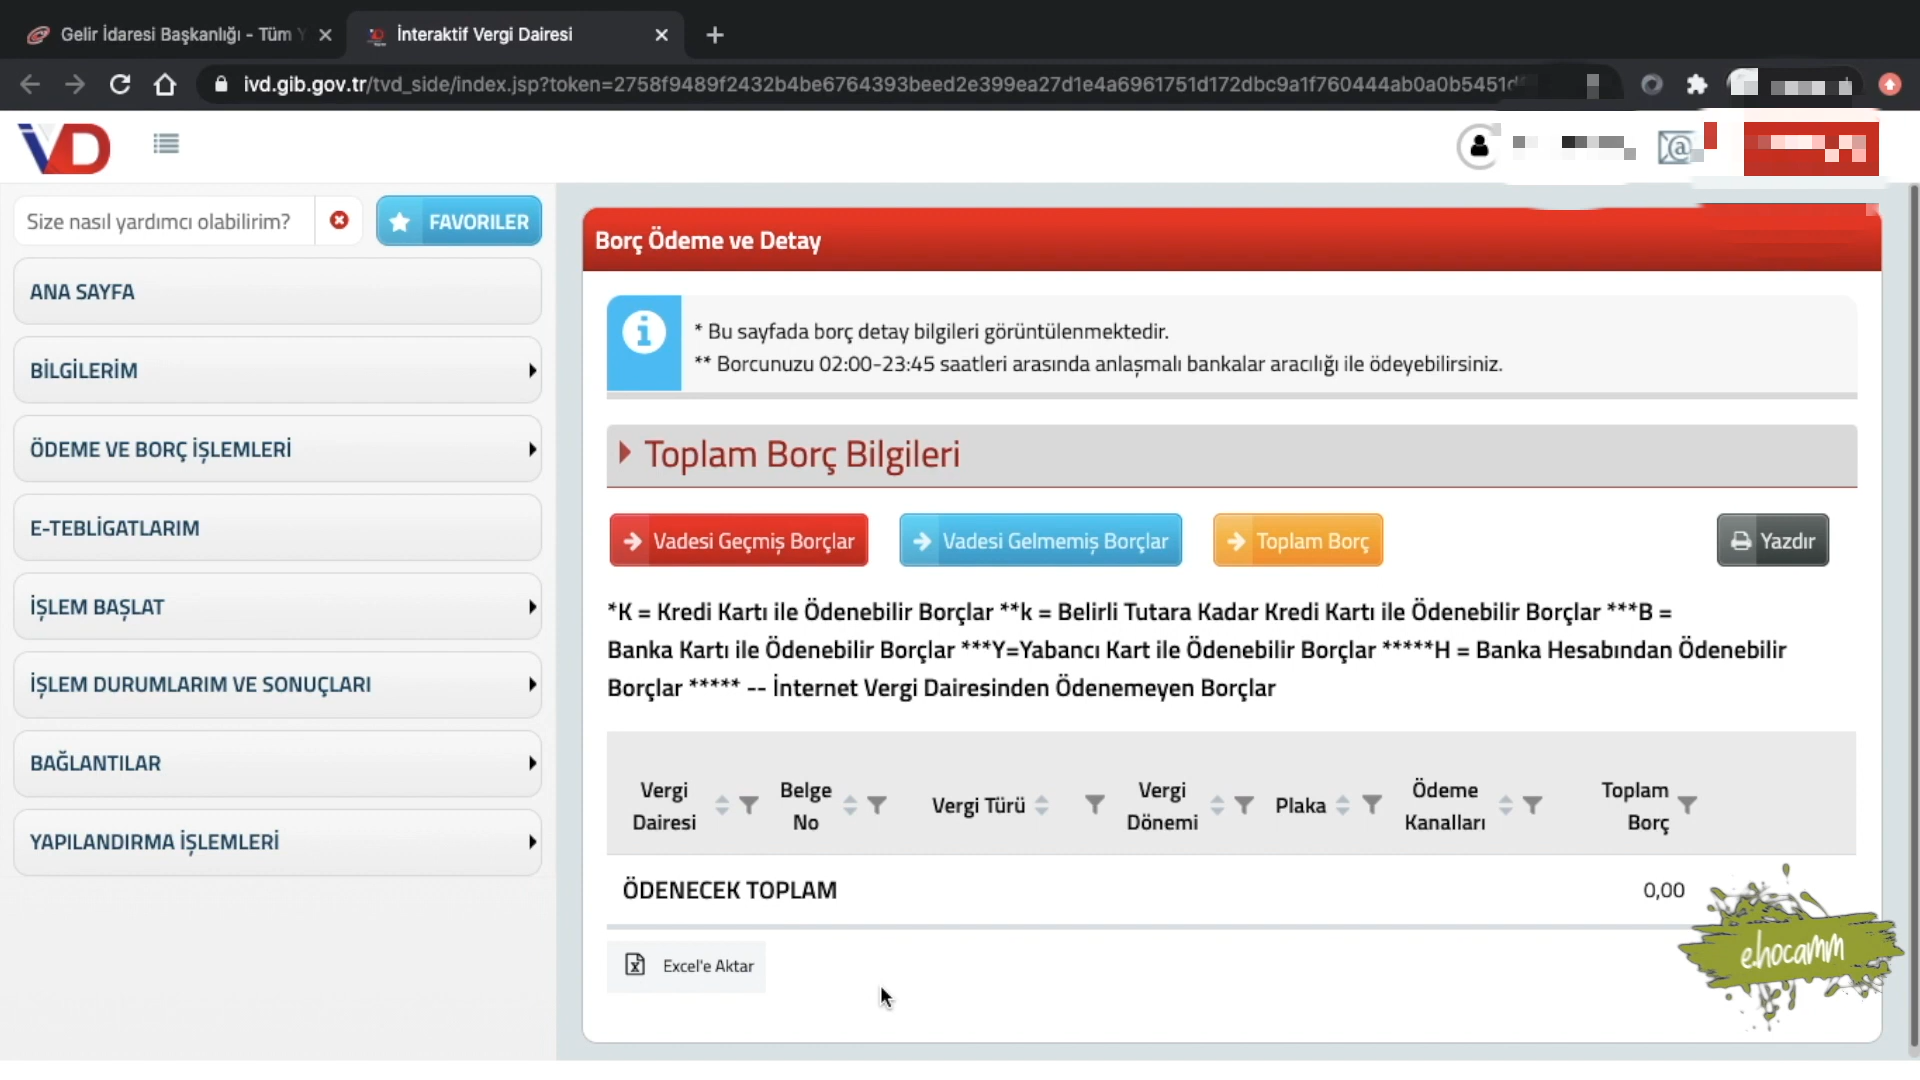 Gelir İdaresi Başkanlığı - Tüm Y
İnteraktif Vergi Dairesi
ivd.gib.gov.tr/tvd_side/index.jsp?token=2758f9489f2432b4be6764393beed2e399ea27d1e4a6961751d172dbc9a1f760444ab0a0b5451d
İVD
Size nasıl yardımcı olabilirim?
FAVORİLER
ANA SAYFA
BİLGİLERİM
ÖDEME VE BORÇ İŞLEMLERİ
E-TEBLİGATLARIM
İŞLEM BAŞLAT
İŞLEM DURUMLARIM VE SONUÇLARI
BAĞLANTILAR
YAPILANDIRMA İŞLEMLERİ
Borç Ödeme ve Detay
* Bu sayfada borç detay bilgileri görüntülenmektedir.
** Borcunuzu 02:00-23:45 saatleri arasında anlaşmalı bankalar aracılığı ile ödeyebilirsiniz.
Toplam Borç Bilgileri
Vadesi Geçmiş Borçlar
Vadesi Gelmemiş Borçlar
Toplam Borç
Yazdır
*K = Kredi Kartı ile Ödenebilir Borçlar **k = Belirli Tutara Kadar Kredi Kartı ile Ödenebilir Borçlar ***B =
Banka Kartı ile Ödenebilir Borçlar ***Y=Yabancı Kart ile Ödenebilir Borçlar *****H = Banka Hesabından Ödenebilir
Borçlar ***** -- İnternet Vergi Dairesinden Ödenemeyen Borçlar
Vergi Dairesi
Belge No
Vergi Türü
Vergi Dönemi
Plaka
Ödeme Kanalları
Toplam Borç
ÖDENECEK TOPLAM 0,00
Excel'e Aktar
e.hocamm